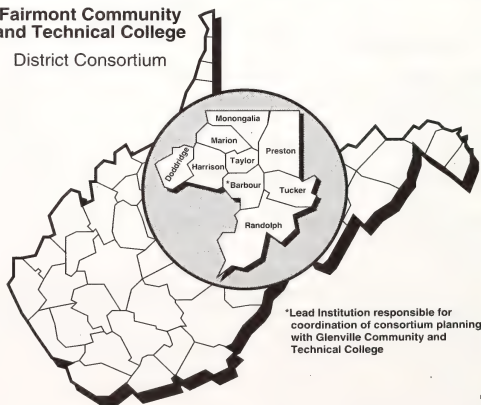 Fairmont Community
and Technical College
District Consortium
Monongalia
Marion
Preston
Doddridge
Harrison
Taylor
*Barbour
Tucker
Randolph
*Lead Institution responsible for
coordination of consortium planning
with Glenville Community and
Technical College